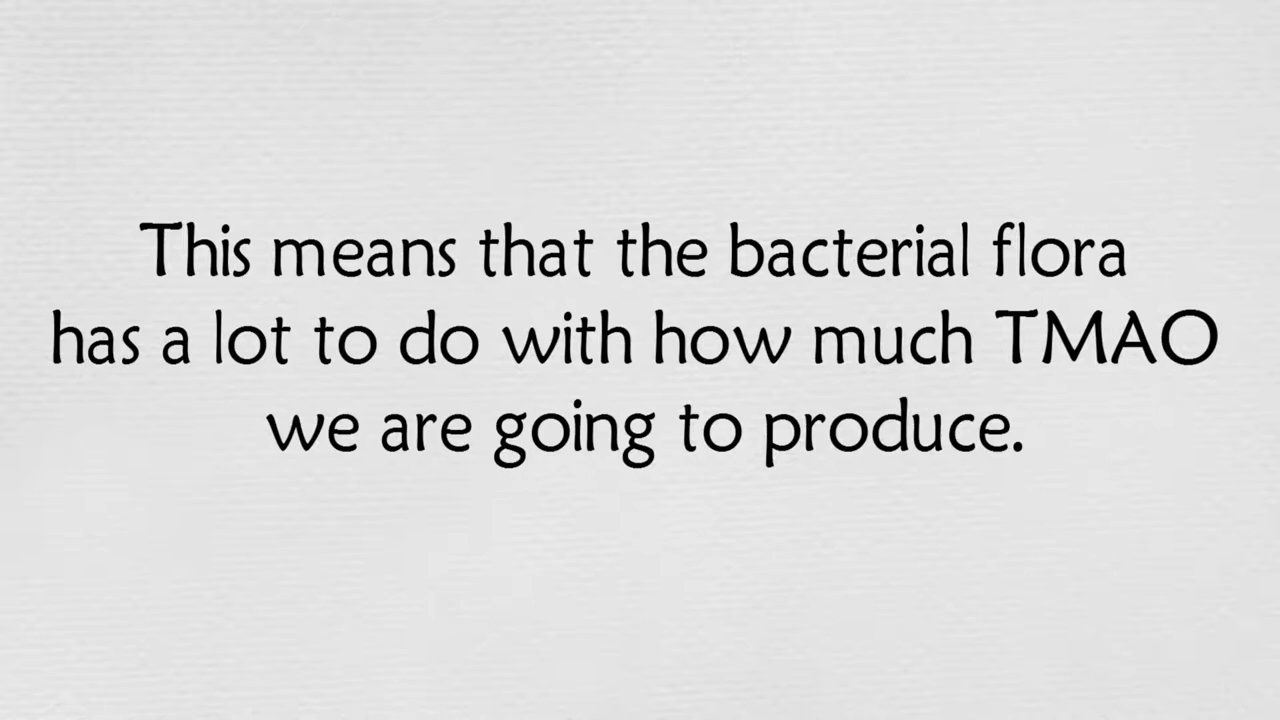 This means that the bacterial flora
has a lot to do with how much TMAO
we are going to produce.